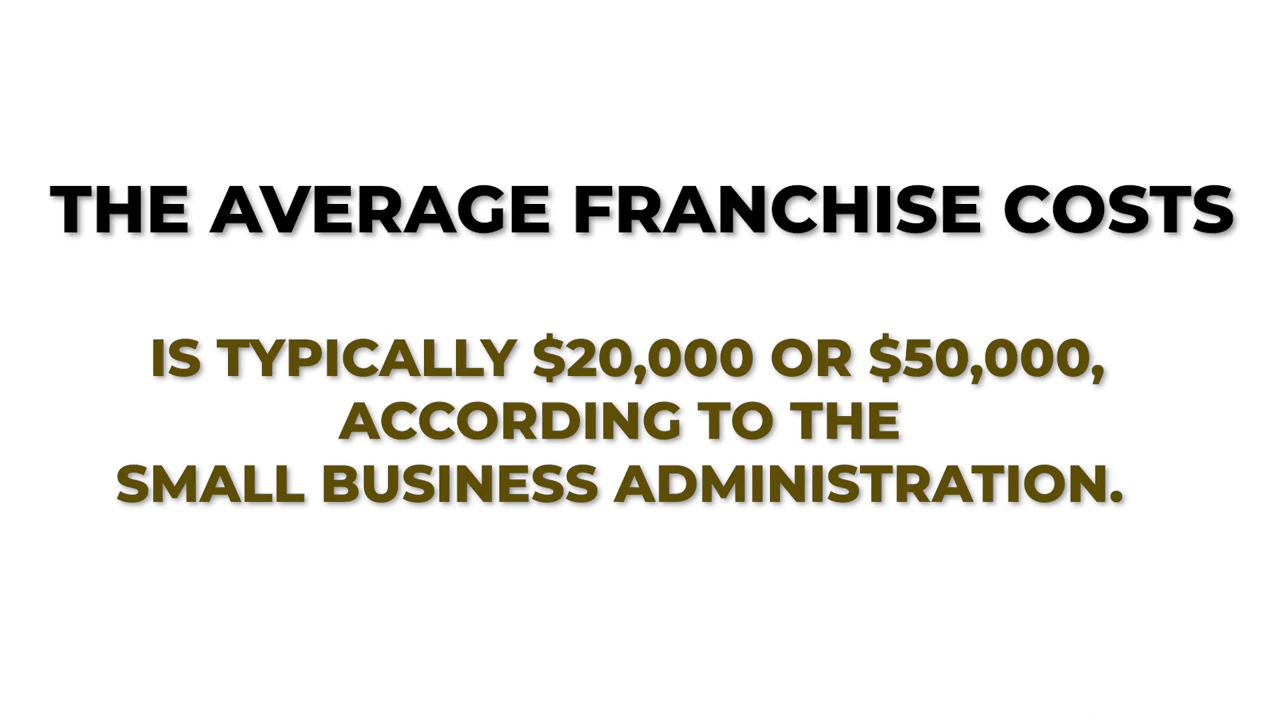 THE AVERAGE FRANCHISE COSTS
IS TYPICALLY $20,000 OR $50,000,
ACCORDING TO THE
SMALL BUSINESS ADMINISTRATION.